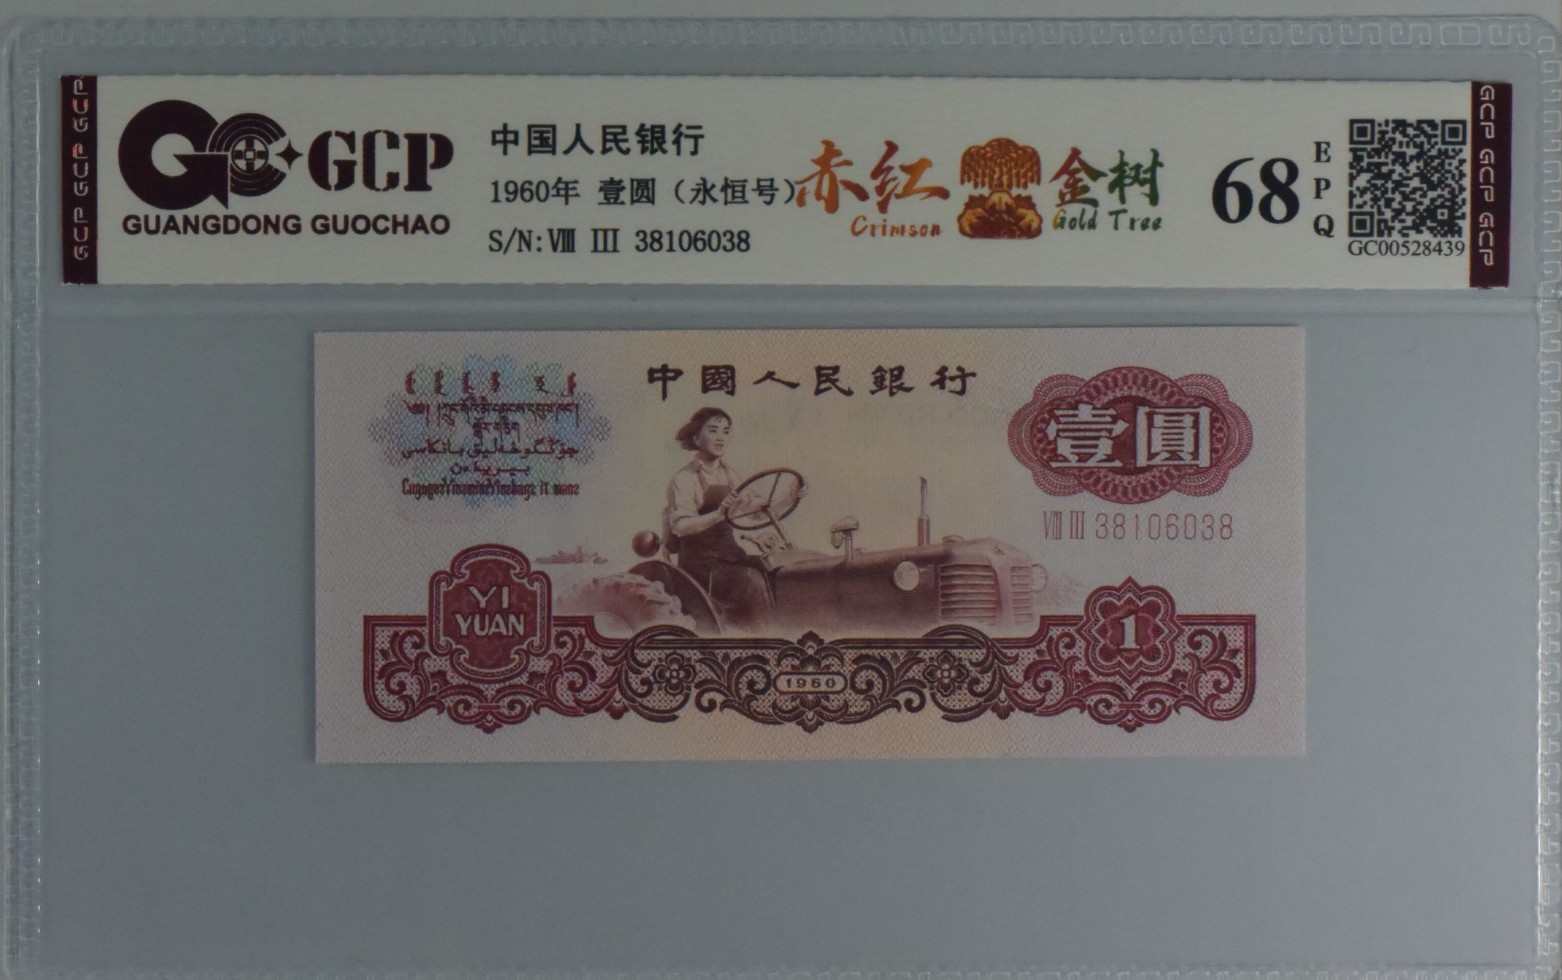 GCP
GUANGDONG GUOCHAO
中国人民银行
1960年 壹圆（永恒号）
S/N: Ⅷ Ⅲ 38106038
赤红 金树
Crimson Gold Tree
68
EPQ
GC00528439
GCP GCP GCP
中國人民銀行
壹圓
Ⅷ Ⅲ 38106038
YI
YUAN
1960
1